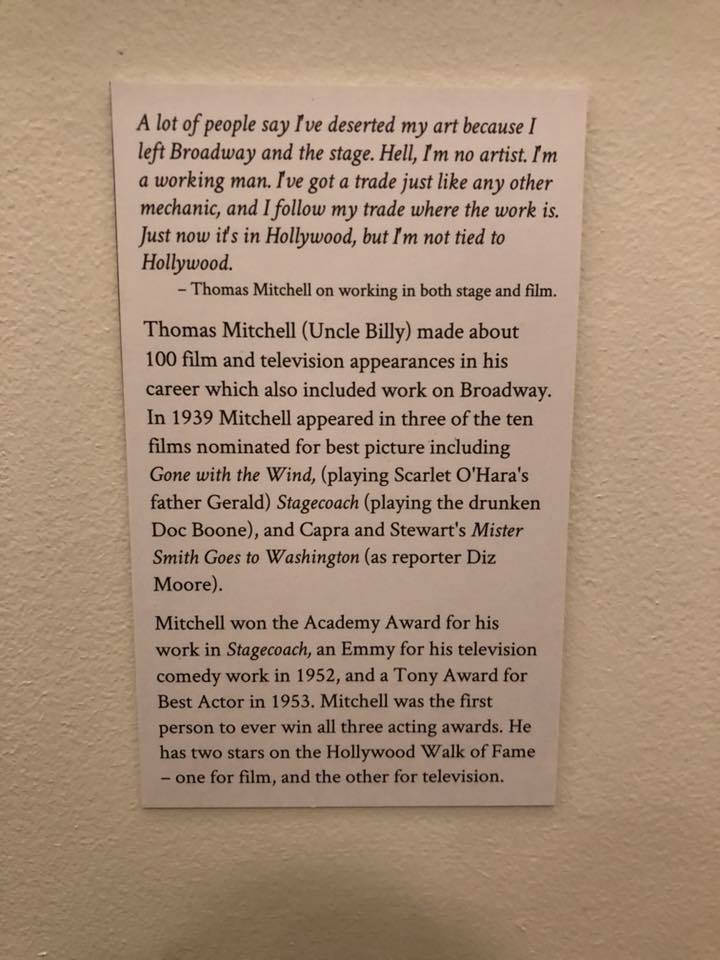 A lot of people say I've deserted my art because I
left Broadway and the stage. Hell, I'm no artist. I'm
a working man. I've got a trade just like any other
mechanic, and I follow my trade where the work is.
Just now it's in Hollywood, but I'm not tied to
Hollywood.
– Thomas Mitchell on working in both stage and film.
Thomas Mitchell (Uncle Billy) made about
100 film and television appearances in his
career which also included work on Broadway.
In 1939 Mitchell appeared in three of the ten
films nominated for best picture including
Gone with the Wind, (playing Scarlet O'Hara's
father Gerald) Stagecoach (playing the drunken
Doc Boone), and Capra and Stewart's Mister
Smith Goes to Washington (as reporter Diz
Moore).
Mitchell won the Academy Award for his
work in Stagecoach, an Emmy for his television
comedy work in 1952, and a Tony Award for
Best Actor in 1953. Mitchell was the first
person to ever win all three acting awards. He
has two stars on the Hollywood Walk of Fame
– one for film, and the other for television.